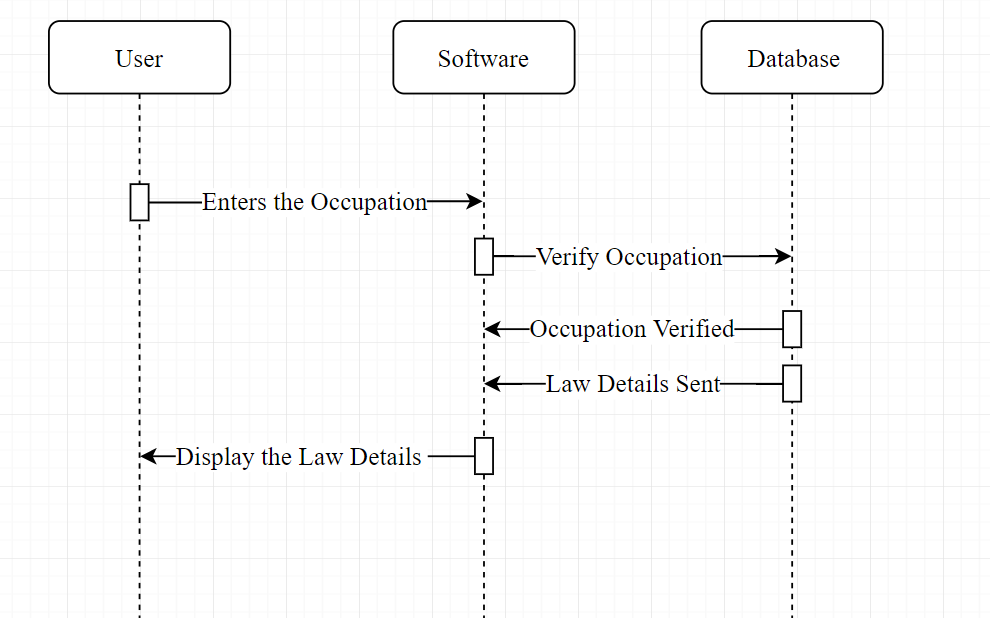 User
Software
Database
Enters the Occupation
Verify Occupation
Occupation Verified
Law Details Sent
Display the Law Details